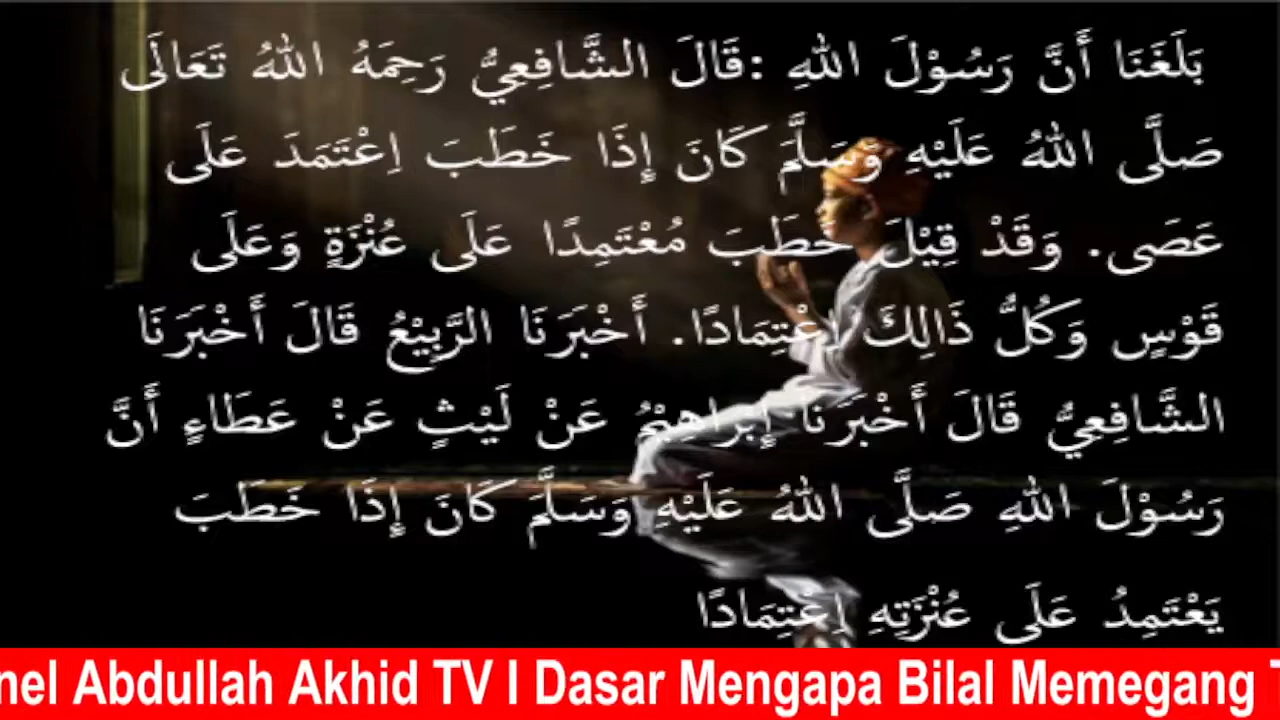 بَلَغَنَا أَنَّ رَسُوْلَ اللهِ :قَالَ الشَّافِعِيُّ رَحِمَهُ اللهُ تَعَالَى
صَلَّى اللهُ عَلَيْهِ وَسَلَّمَ كَانَ إِذَا خَطَبَ اِعْتَمَدَ عَلَى
عَصَى. وَقَدْ قِيْلَ خَطَبَ مُعْتَمِدًا عَلَى عُنْزَةٍ وَعَلَى
قَوْسٍ وَكُلُّ ذَالِكَ اِعْتِمَادًا. أَخْبَرَنَا الرَّبِيْعُ قَالَ أَخْبَرَنَا
الشَّافِعِيُّ قَالَ أَخْبَرَنَا إِبراهِيْمُ عَنْ لَيْثٍ عَنْ عَطَاءٍ أَنَّ
رَسُوْلَ اللهِ صَلَّى اللهُ عَلَيْهِ وَسَلَّمَ كَانَ إِذَا خَطَبَ
يَعْتَمِدُ عَلَى عُنْزَتِهِ اِعْتِمَادًا
nel Abdullah Akhid TV I Dasar Mengapa Bilal Memegang T